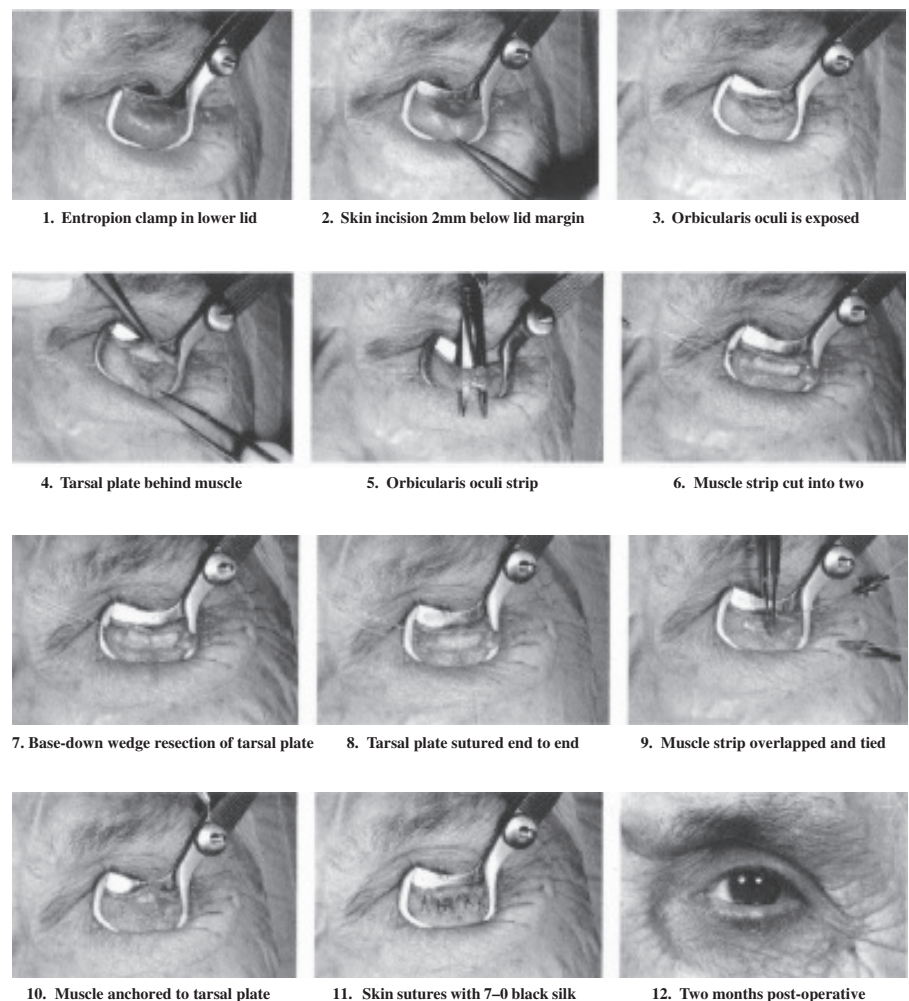 1. Entropion clamp in lower lid
2. Skin incision 2mm below lid margin
3. Orbicularis oculi is exposed
4. Tarsal plate behind muscle
5. Orbicularis oculi strip
6. Muscle strip cut into two
7. Base-down wedge resection of tarsal plate
8. Tarsal plate sutured end to end
9. Muscle strip overlapped and tied
10. Muscle anchored to tarsal plate
11. Skin sutures with 7–0 black silk
12. Two months post-operative